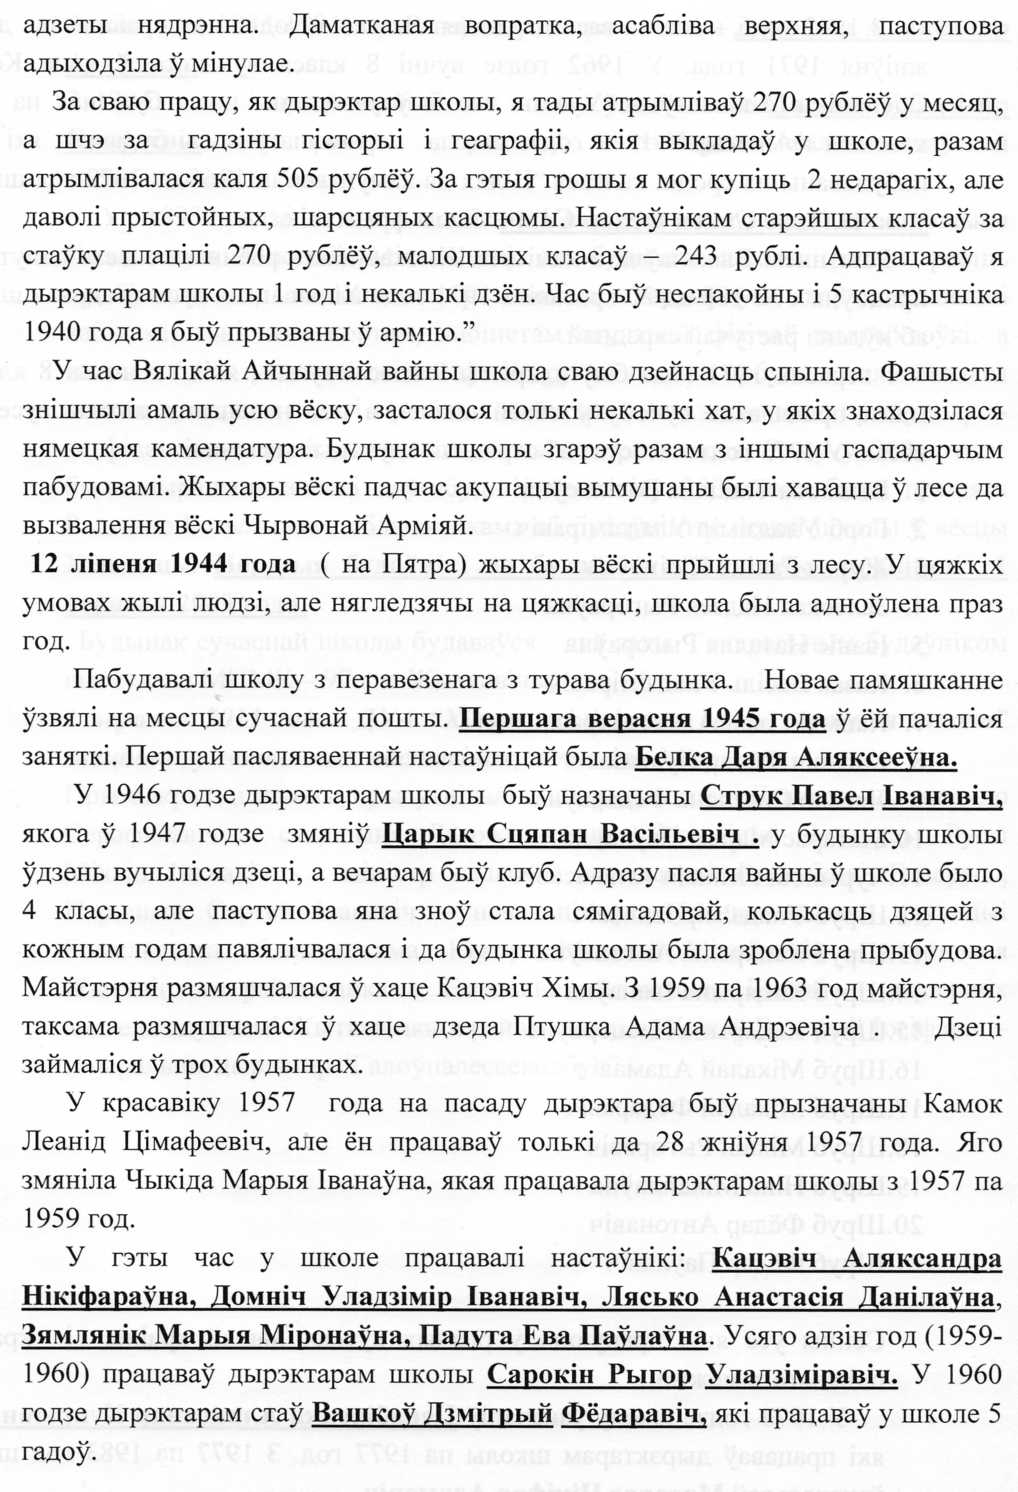 адзеты нядрэнна. Даматканая вопратка, асабліва верхняя, паступова
адыходзіла ў мінулае.
За сваю працу, як дырэктар школы, я тады атрымліваў 270 рублёў у месяц,
і шчэ за гадзіны гісторыі і геаграфіі, якія выкладаў у школе, разам
атрымлівалася каля 505 рублёў. За гэтыя грошы я мог купіць 2 недарагіх, але
даволі прыстойных, шарсцяных касцюмы. Настаўнікам старэйшых класаў за
стаўку плацілі 270 рублёў, малодшых класаў – 243 рублі. Адпрацаваў я
дырэктарам школы 1 год і некалькі дзён. Час быў неспакойны і 5 кастрычніка
1940 года я быў прызваны ў армію.”
У час Вялікай Айчыннай вайны школа сваю дзейнасць спыніла. Фашысты
знішчылі амаль усю вёску, засталося толькі некалькі хат, у якіх знаходзілася
нямецкая камендатура. Будынак школы згарэў разам з іншымі гаспадарчым
пабудовамі. Жыхары вёскі падчас акупацыі вымушаны былі хавацца ў лесе да
вызвалення вёскі Чырвонай Арміяй.
12 ліпеня 1944 года ( на Пятра) жыхары вёскі прыйшлі з лесу. У цяжкіх
умовах жылі людзі, але нягледзячы на цяжкасці, школа была адноўлена праз
год.
Пабудавалі школу з перавезенага з турава будынка. Новае памяшканне
ўзвялі на месцы сучаснай пошты. Першага верасня 1945 года ў ёй пачаліся
заняткі. Першай пасляваеннай настаўніцай была Белка Даря Аляксееўна.
У 1946 годзе дырэктарам школы быў назначаны Струк Павел Іванавіч,
якога ў 1947 годзе змяніў Царык Сцяпан Васільевіч . у будынку школы
ўдзень вучыліся дзеці, а вечарам быў клуб. Адразу пасля вайны ў школе было
4 класы, але паступова яна зноў стала сямігадовай, колькасць дзяцей з
кожным годам павялічвалася і да будынка школы была зроблена прыбудова.
Майстэрня размяшчалася ў хаце Кацэвіч Хімы. З 1959 па 1963 год майстэрня,
таксама размяшчалася ў хаце дзеда Птушка Адама Андрэевіча. Дзеці
займаліся ў трох будынках.
У красавіку 1957 года на пасаду дырэктара быў прызначаны Камок
Леанід Цімафеевіч, але ён працаваў толькі да 28 жніўня 1957 года. Яго
змяніла Чыкіда Марыя Іванаўна, якая працавала дырэктарам школы з 1957 па
1959 год.
У гэты час у школе працавалі настаўнікі: Кацэвіч Аляксандра
Нікіфараўна, Домніч Уладзімір Іванавіч, Лясько Анастасія Данілаўна,
Зямлянік Марыя Міронаўна, Падута Ева Паўлаўна. Усяго адзін год (1959-
1960) працаваў дырэктарам школы Сарокін Рыгор Уладзіміравіч. У 1960
годзе дырэктарам стаў Вашкоў Дзмітрый Фёдаравіч, які працаваў у школе 5
гадоў.